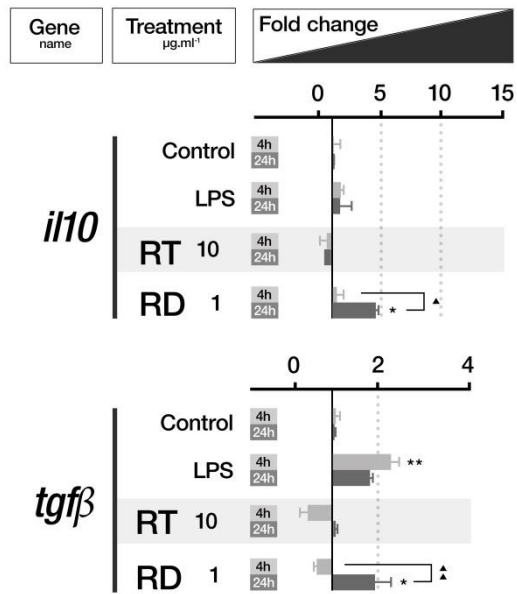 Gene
name
Treatment
µg.ml-1
Fold change
0 5 10 15
il10
Control 4h
24h
LPS 4h
24h
RT 10 4h
24h
RD 1 4h
24h
* ▲
0 2 4
tgfβ
Control 4h
24h
LPS 4h
24h
**
RT 10 4h
24h
RD 1 4h
24h
* ▲▲